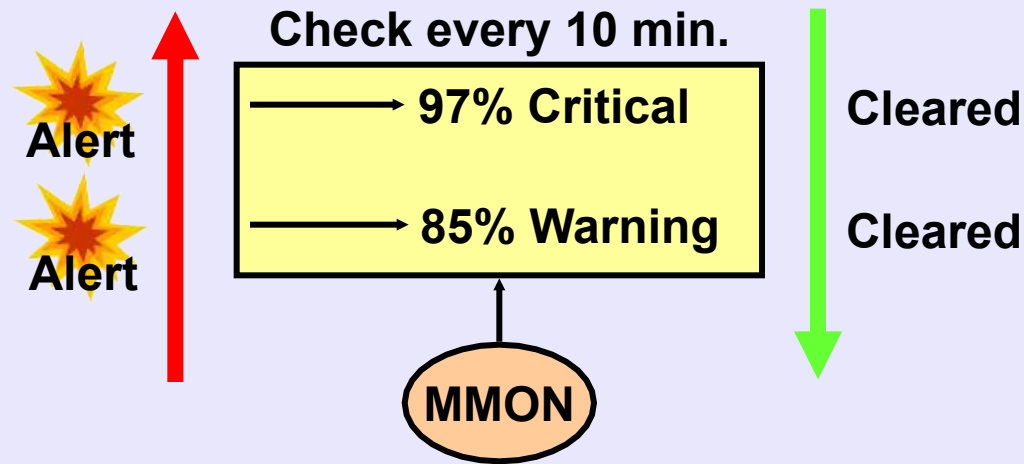 Check every 10 min.
Alert
97% Critical
Cleared
Alert
85% Warning
Cleared
MMON